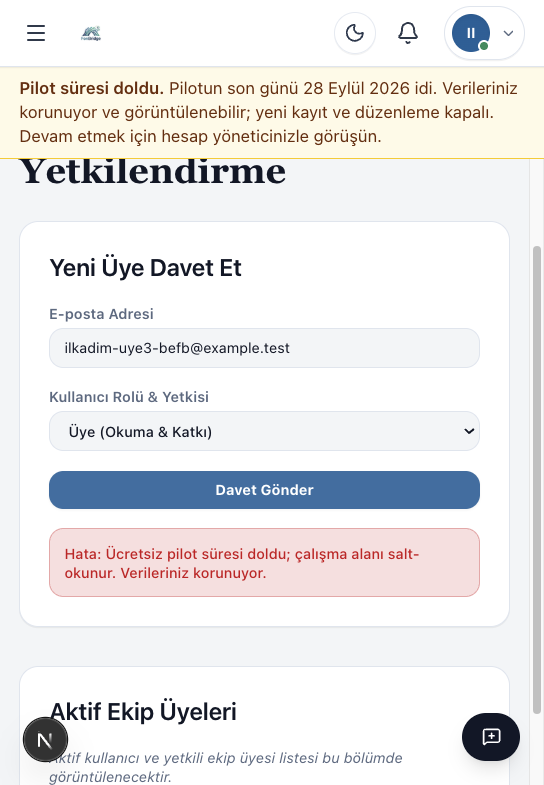 II
Pilot süresi doldu. Pilotun son günü 28 Eylül 2026 idi. Verileriniz
korunuyor ve görüntülenebilir; yeni kayıt ve düzenleme kapalı.
Devam etmek için hesap yöneticinizle görüşün.
Yetkilendirme
Yeni Üye Davet Et
E-posta Adresi
ilkadim-uye3-befb@example.test
Kullanıcı Rolü & Yetkisi
Üye (Okuma & Katkı)
Davet Gönder
Hata: Ücretsiz pilot süresi doldu; çalışma alanı salt-
okunur. Verileriniz korunuyor.
Aktif Ekip Üyeleri
Aktif kullanıcı ve yetkili ekip üyesi listesi bu bölümde
görüntülenecektir.
N